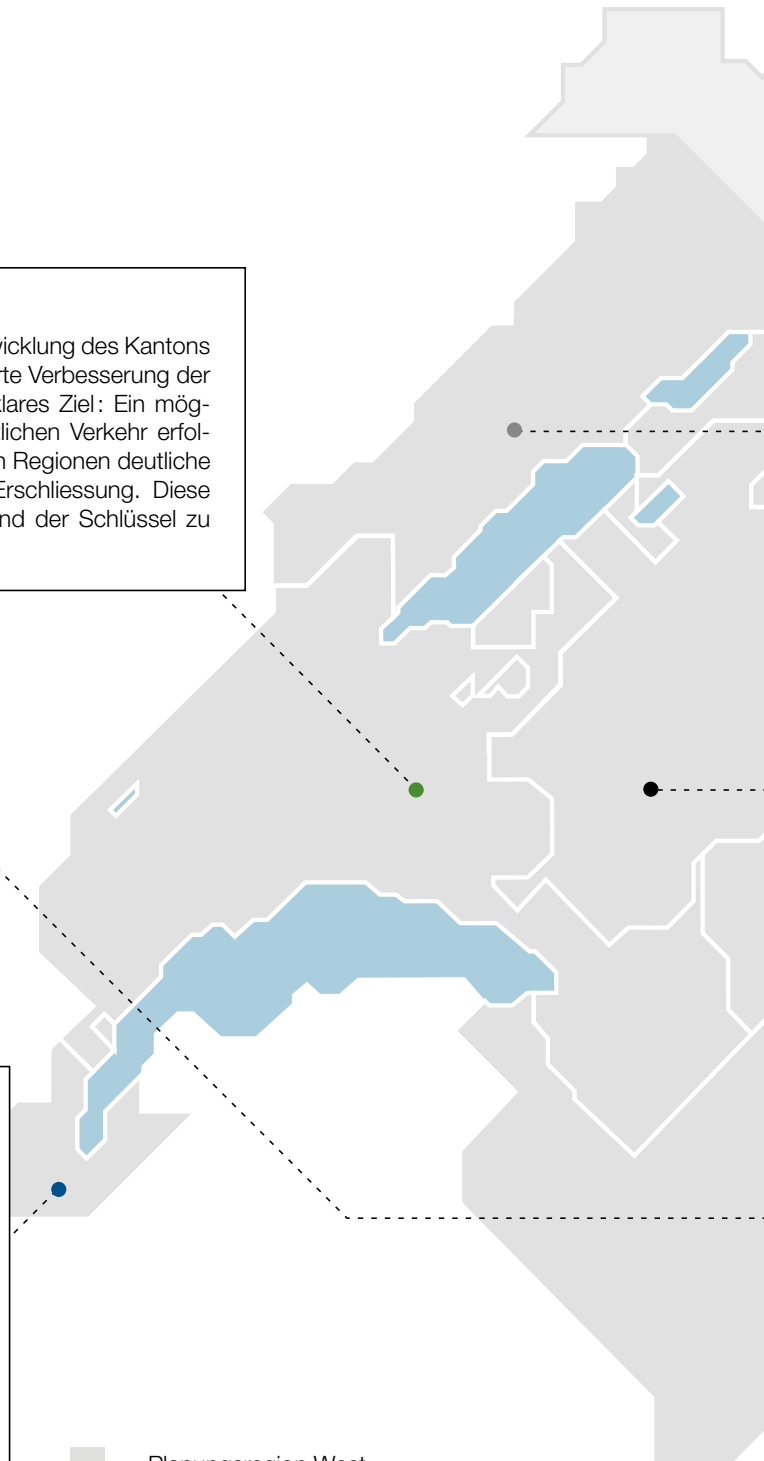 wicklung des Kantons
rte Verbesserung der
klares Ziel: Ein mög-
tlichen Verkehr erfol-
n Regionen deutliche
Erschliessung. Diese
nd der Schlüssel zu
Planungsregion West